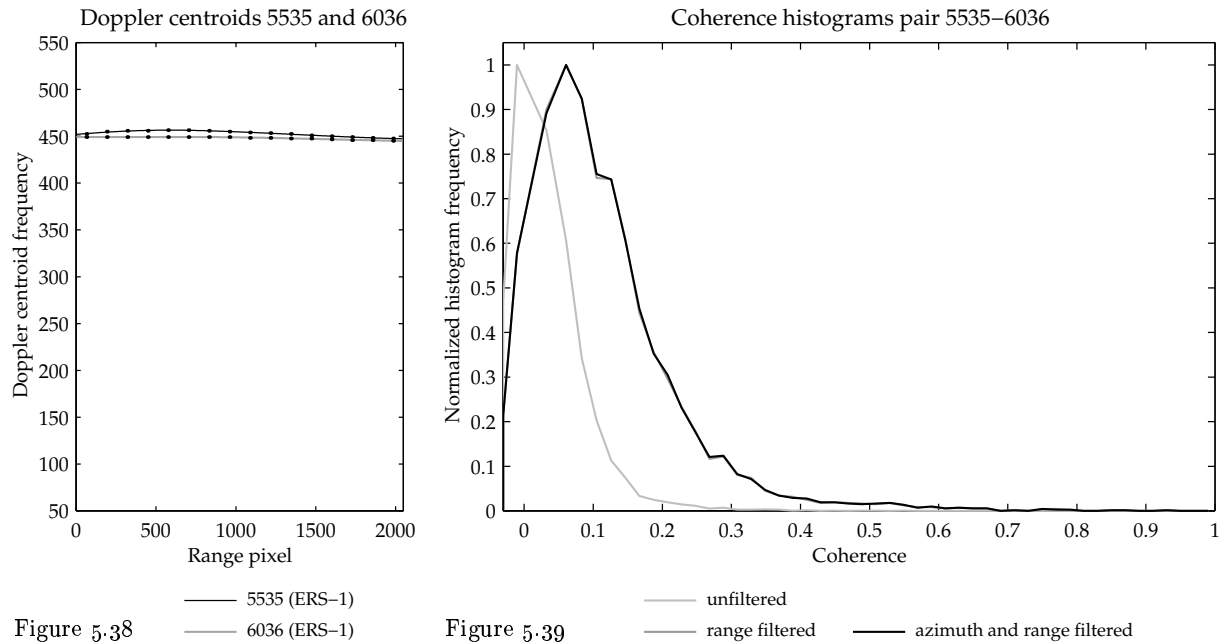 Doppler centroids 5535 and 6036
550
500
450
400
350
300
250
200
150
100
50
0 500 1000 1500 2000
Doppler centroid frequency
Range pixel
5535 (ERS−1)
6036 (ERS−1)
Figure 5.38
Coherence histograms pair 5535−6036
1
0.9
0.8
0.7
0.6
0.5
0.4
0.3
0.2
0.1
0
0 0.1 0.2 0.3 0.4 0.5 0.6 0.7 0.8 0.9 1
Normalized histogram frequency
Coherence
unfiltered
range filtered
azimuth and range filtered
Figure 5.39